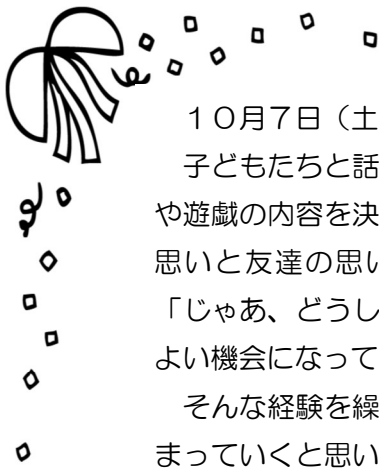 １０月７日（土
子どもたちと話
や遊戯の内容を決
思いと友達の思い
「じゃあ、どうし
よい機会になって
そんな経験を繰
まっていくと思い